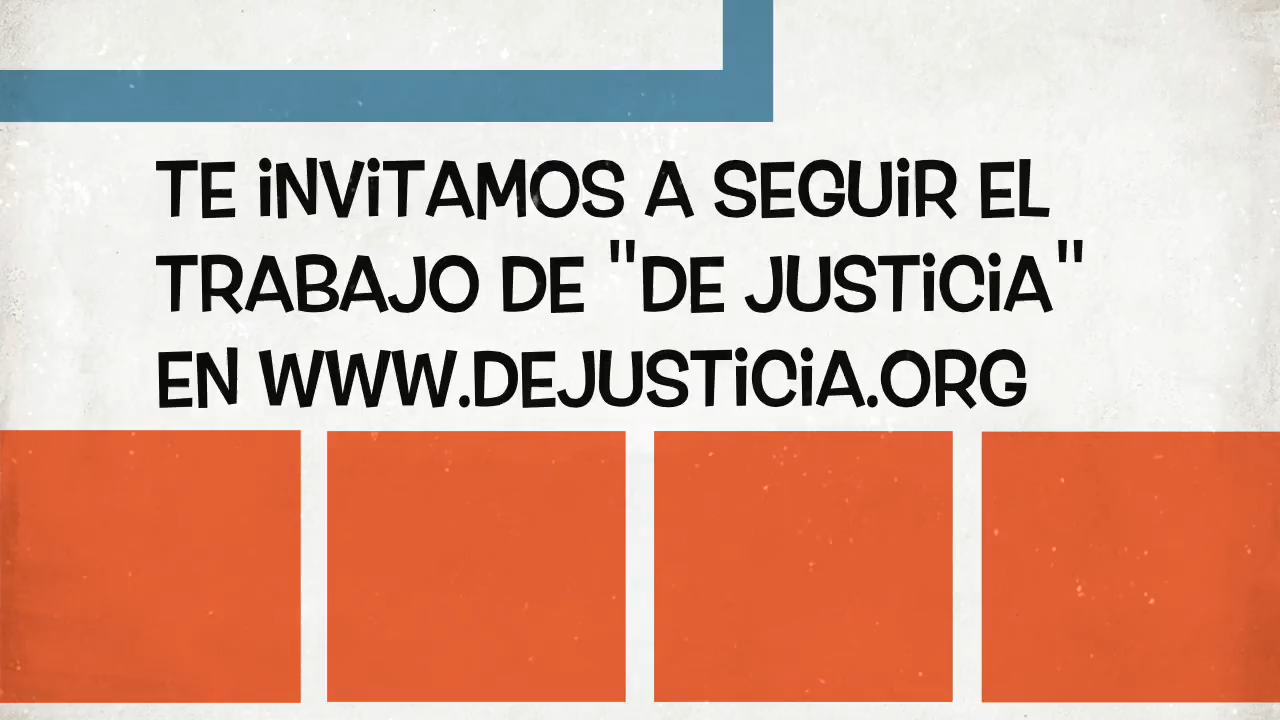 TE iNViTAMOS A SEGUiR EL
TRABAJO DE "DE JUSTiCiA"
EN WWW.DEJUSTiCiA.ORG